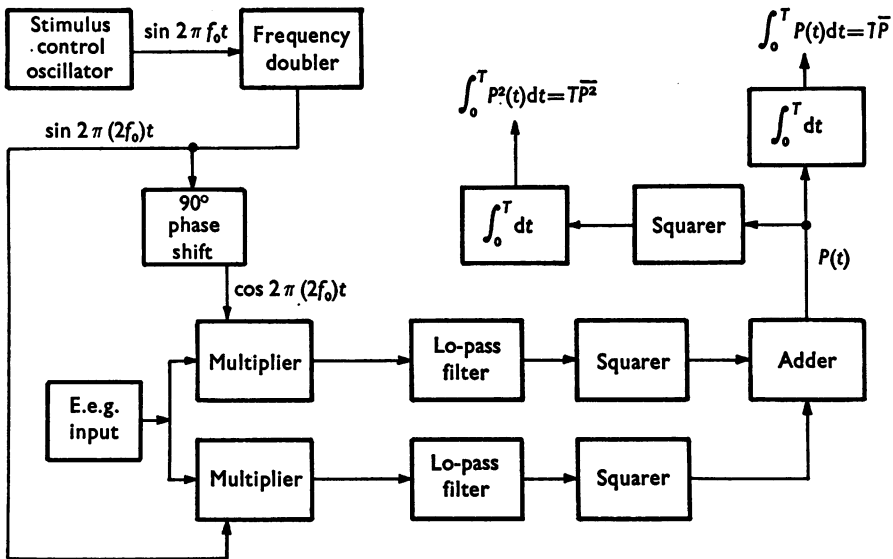 Stimulus
control
oscillator
sin 2 π f₀t
Frequency
doubler
∫₀ᵀ P(t)dt=TP̅
∫₀ᵀ P²(t)dt=TP̅²̅
∫₀ᵀ dt
sin 2π (2f₀)t
90°
phase
shift
∫₀ᵀ dt
Squarer
P(t)
cos 2 π (2f₀)t
Multiplier
Lo-pass
filter
Squarer
Adder
E.e.g.
input
Multiplier
Lo-pass
filter
Squarer